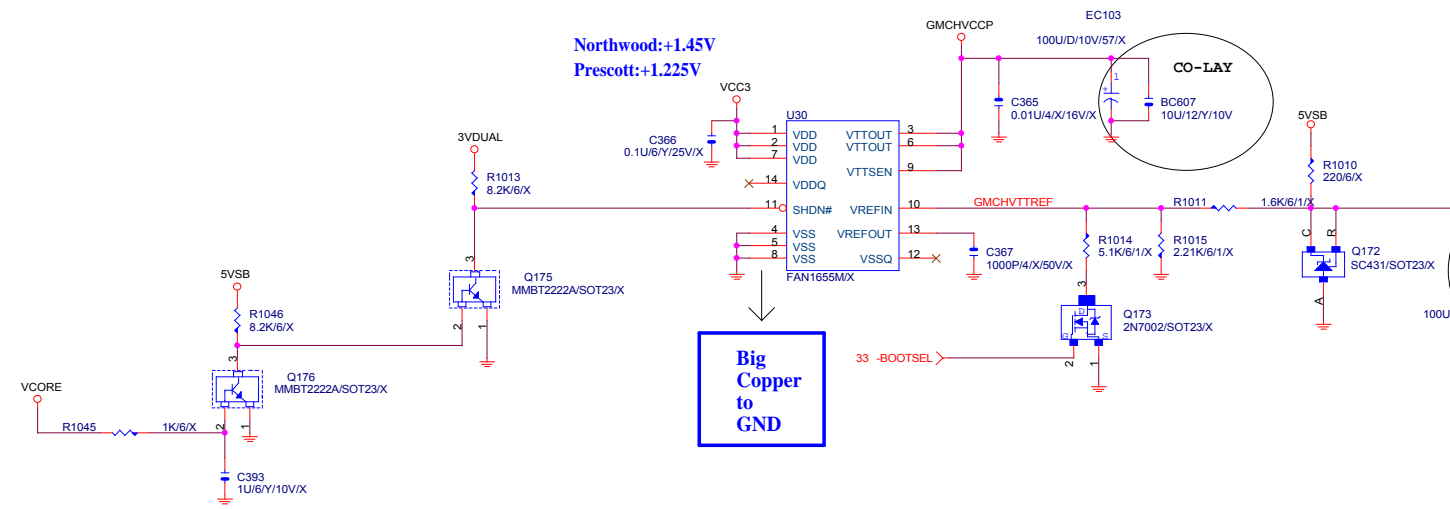 EC103
GMCHVCCP
100U/D/10V/57/X
Northwood:+1.45V
Prescott:+1.225V
CO-LAY
VCC3
1
+
C365
0.01U/4/X/16V/X
BC607
10U/12/Y/10V
U30
5VSB
3VDUAL
C366
0.1U/6/Y/25V/X
1 VDD VTTOUT 3
2 VDD VTTOUT 6
7 VDD
VTTSEN 9
14 VDDQ
R1013
8.2K/6/X
R1010
220/6/X
11 SHDN# VREFIN 10
GMCHVTTREF
R1011
1.6K/6/1/X
4 VSS VREFOUT 13
5 VSS
8 VSS VSSQ 12
FAN1655M/X
C367
1000P/4/X/50V/X
R1014
5.1K/6/1/X
R1015
2.21K/6/1/X
C
R
Q172
SC431/SOT23/X
A
100U
5VSB
3
Q175
MMBT2222A/SOT23/X
2
1
R1046
8.2K/6/X
3
D
G
S
Q173
2N7002/SOT23/X
2
1
33 -BOOTSEL
Big
Copper
to
GND
VCORE
3
Q176
MMBT2222A/SOT23/X
2
1
R1045
1K/6/X
C393
1U/6/Y/10V/X